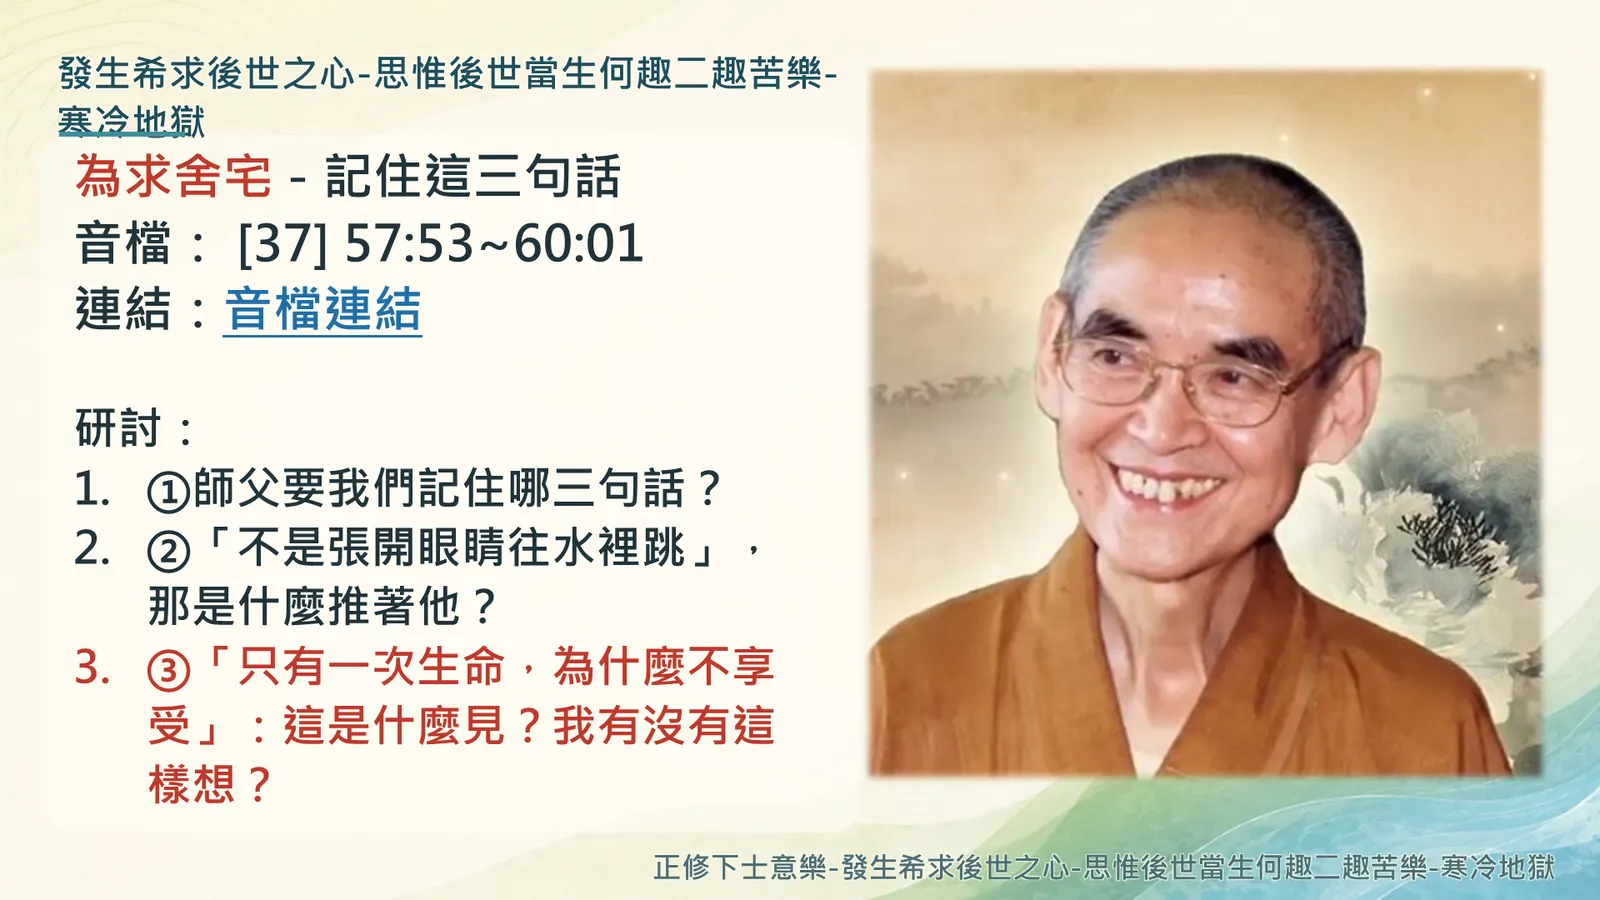 發生希求後世之心-思惟後世當生何趣二趣苦樂-
寒冷地獄
為求舍宅 - 記住這三句話
音檔： [37] 57:53~60:01
連結：音檔連結
研討：
1. ①師父要我們記住哪三句話？
2. ②「不是張開眼睛往水裡跳」，
那是什麼推著他？
3. ③「只有一次生命，為什麼不享
受」：這是什麼見？我有沒有這
樣想？
正修下士意樂-發生希求後世之心-思惟後世當生何趣二趣苦樂-寒冷地獄